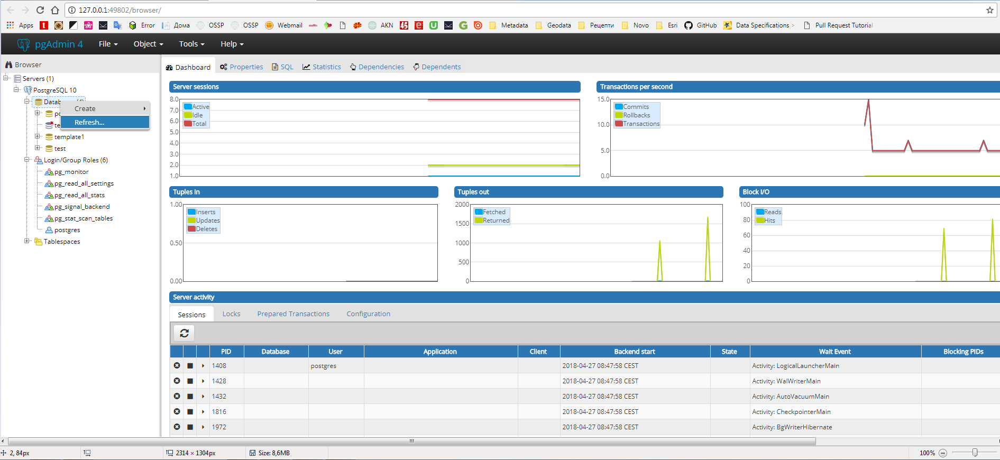 127.0.0.1:49802/browser/
Apps Error Дома OSSP OSSP Webmail AKN 45 Metadata Geodata Рецепти Novo Esri GitHub Data Specifications > Pull Request Tutorial
pgAdmin 4 File Object Tools Help
Browser
Servers (1)
PostgreSQL 10
Create
Refresh...
template1
test
Login/Group Roles (6)
pg_monitor
pg_read_all_settings
pg_read_all_stats
pg_signal_backend
pg_stat_scan_tables
postgres
Tablespaces
Dashboard Properties SQL Statistics Dependencies Dependents
Server sessions
8.0
7.0
6.0
5.0
4.0
3.0
2.0
1.0
Active
Idle
Total
Transactions per second
15.0
10.0
5.0
0.0
Commits
Rollbacks
Transactions
Tuples in
1.00
0.50
0.00
Inserts
Updates
Deletes
Tuples out
2000
1500
1000
500
0
Fetched
Returned
Block I/O
100
80
60
40
20
0
Reads
Hits
Server activity
Sessions Locks Prepared Transactions Configuration
PID Database User Application Client Backend start State Wait Event Blocking PIDs
1408 postgres 2018-04-27 08:47:58 CEST Activity: LogicalLauncherMain
1428 2018-04-27 08:47:58 CEST Activity: WalWriterMain
1432 2018-04-27 08:47:58 CEST Activity: AutoVacuumMain
1816 2018-04-27 08:47:58 CEST Activity: CheckpointerMain
1972 2018-04-27 08:47:58 CEST Activity: BgWriterHibernate
2, 84px 2314 × 1304px Size: 8,6MB 100%